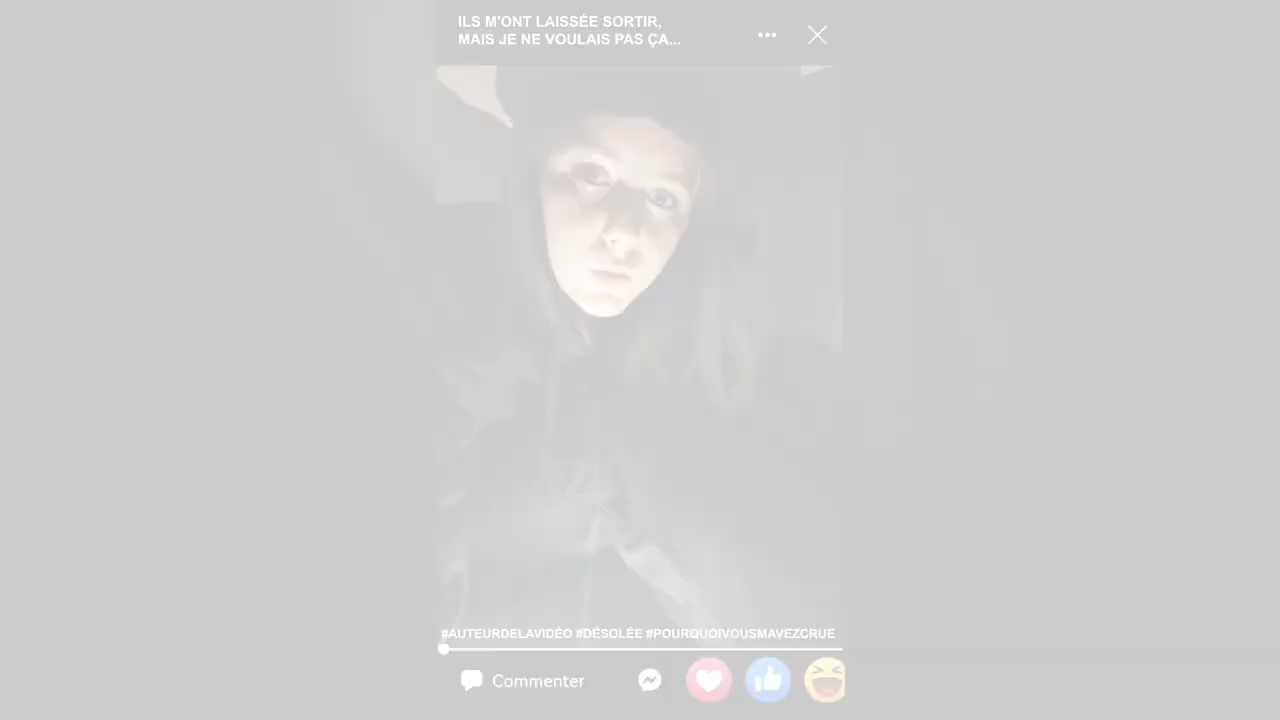 ILS M'ONT LAISSÉE SORTIR,
MAIS JE NE VOULAIS PAS ÇA...
#AUTEURDELAVIDÉO #DÉSOLÉE #POURQUOIVOUSMAVEZCRUE
Commenter